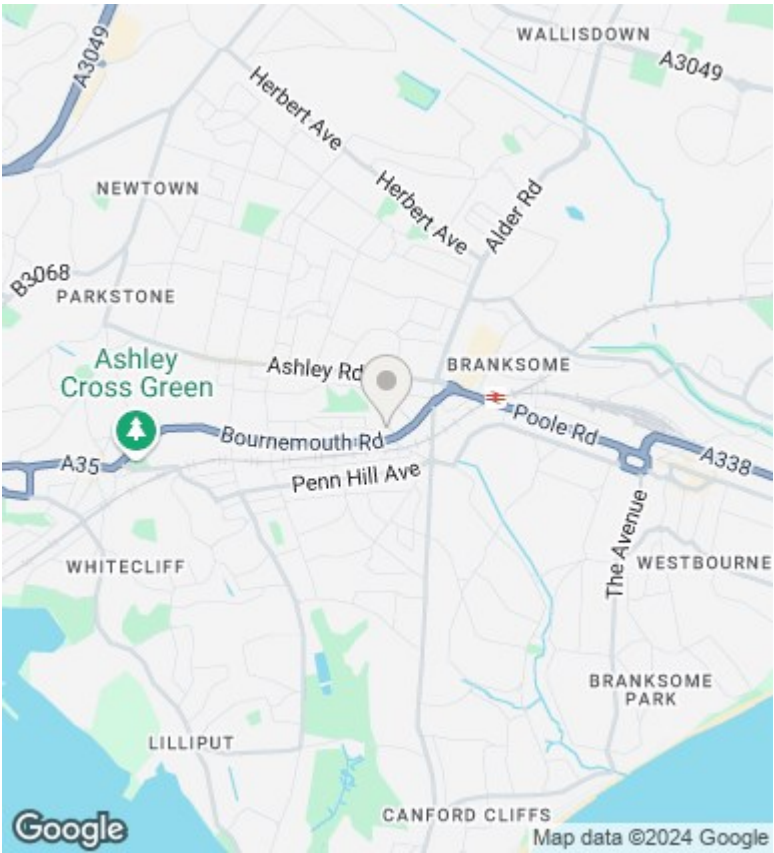 WALLISDOWN
A3049
A3049
Herbert Ave
Herbert Ave
NEWTOWN
Alder Rd
B3068
PARKSTONE
Ashley
Cross Green
Ashley Rd
BRANKSOME
Bournemouth Rd
Poole Rd
A35
A338
Penn Hill Ave
The Avenue
WHITECLIFF
WESTBOURNE
BRANKSOME
PARK
LILLIPUT
CANFORD CLIFFS
Google
Map data ©2024 Google